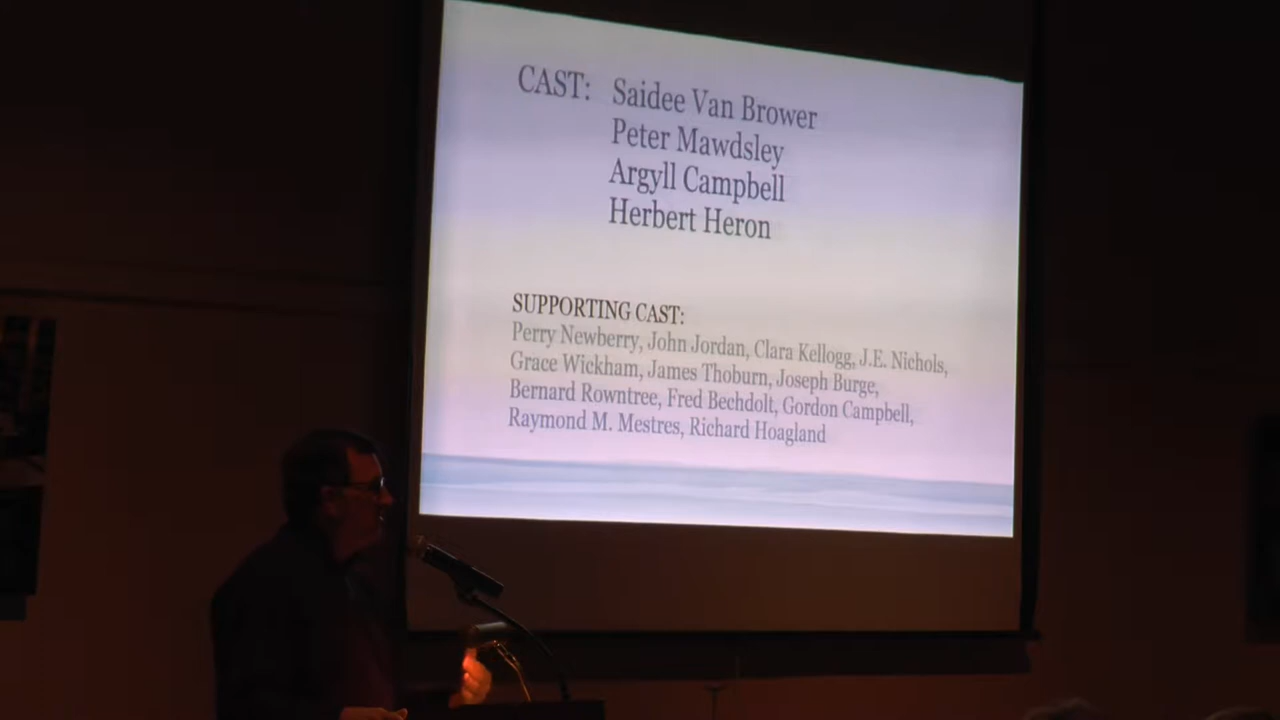 CAST: Saidee Van Brower
Peter Mawdsley
Argyll Campbell
Herbert Heron
SUPPORTING CAST:
Perry Newberry, John Jordan, Clara Kellogg, J.E. Nichols,
Grace Wickham, James Thoburn, Joseph Burge,
Bernard Rowntree, Fred Bechdolt, Gordon Campbell,
Raymond M. Mestres, Richard Hoagland